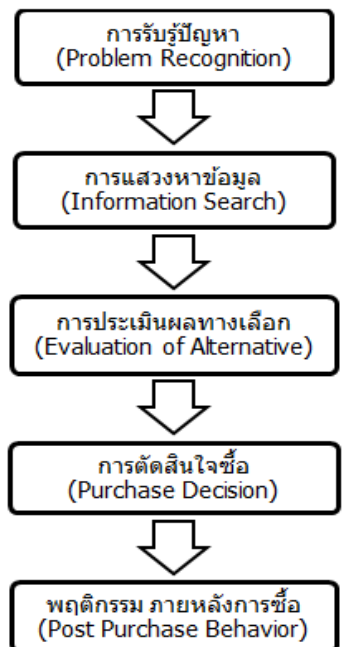 การรับรู้ปัญหา
(Problem Recognition)
การแสวงหาข้อมูล
(Information Search)
การประเมินผลทางเลือก
(Evaluation of Alternative)
การตัดสินใจซื้อ
(Purchase Decision)
พฤติกรรม ภายหลังการซื้อ
(Post Purchase Behavior)